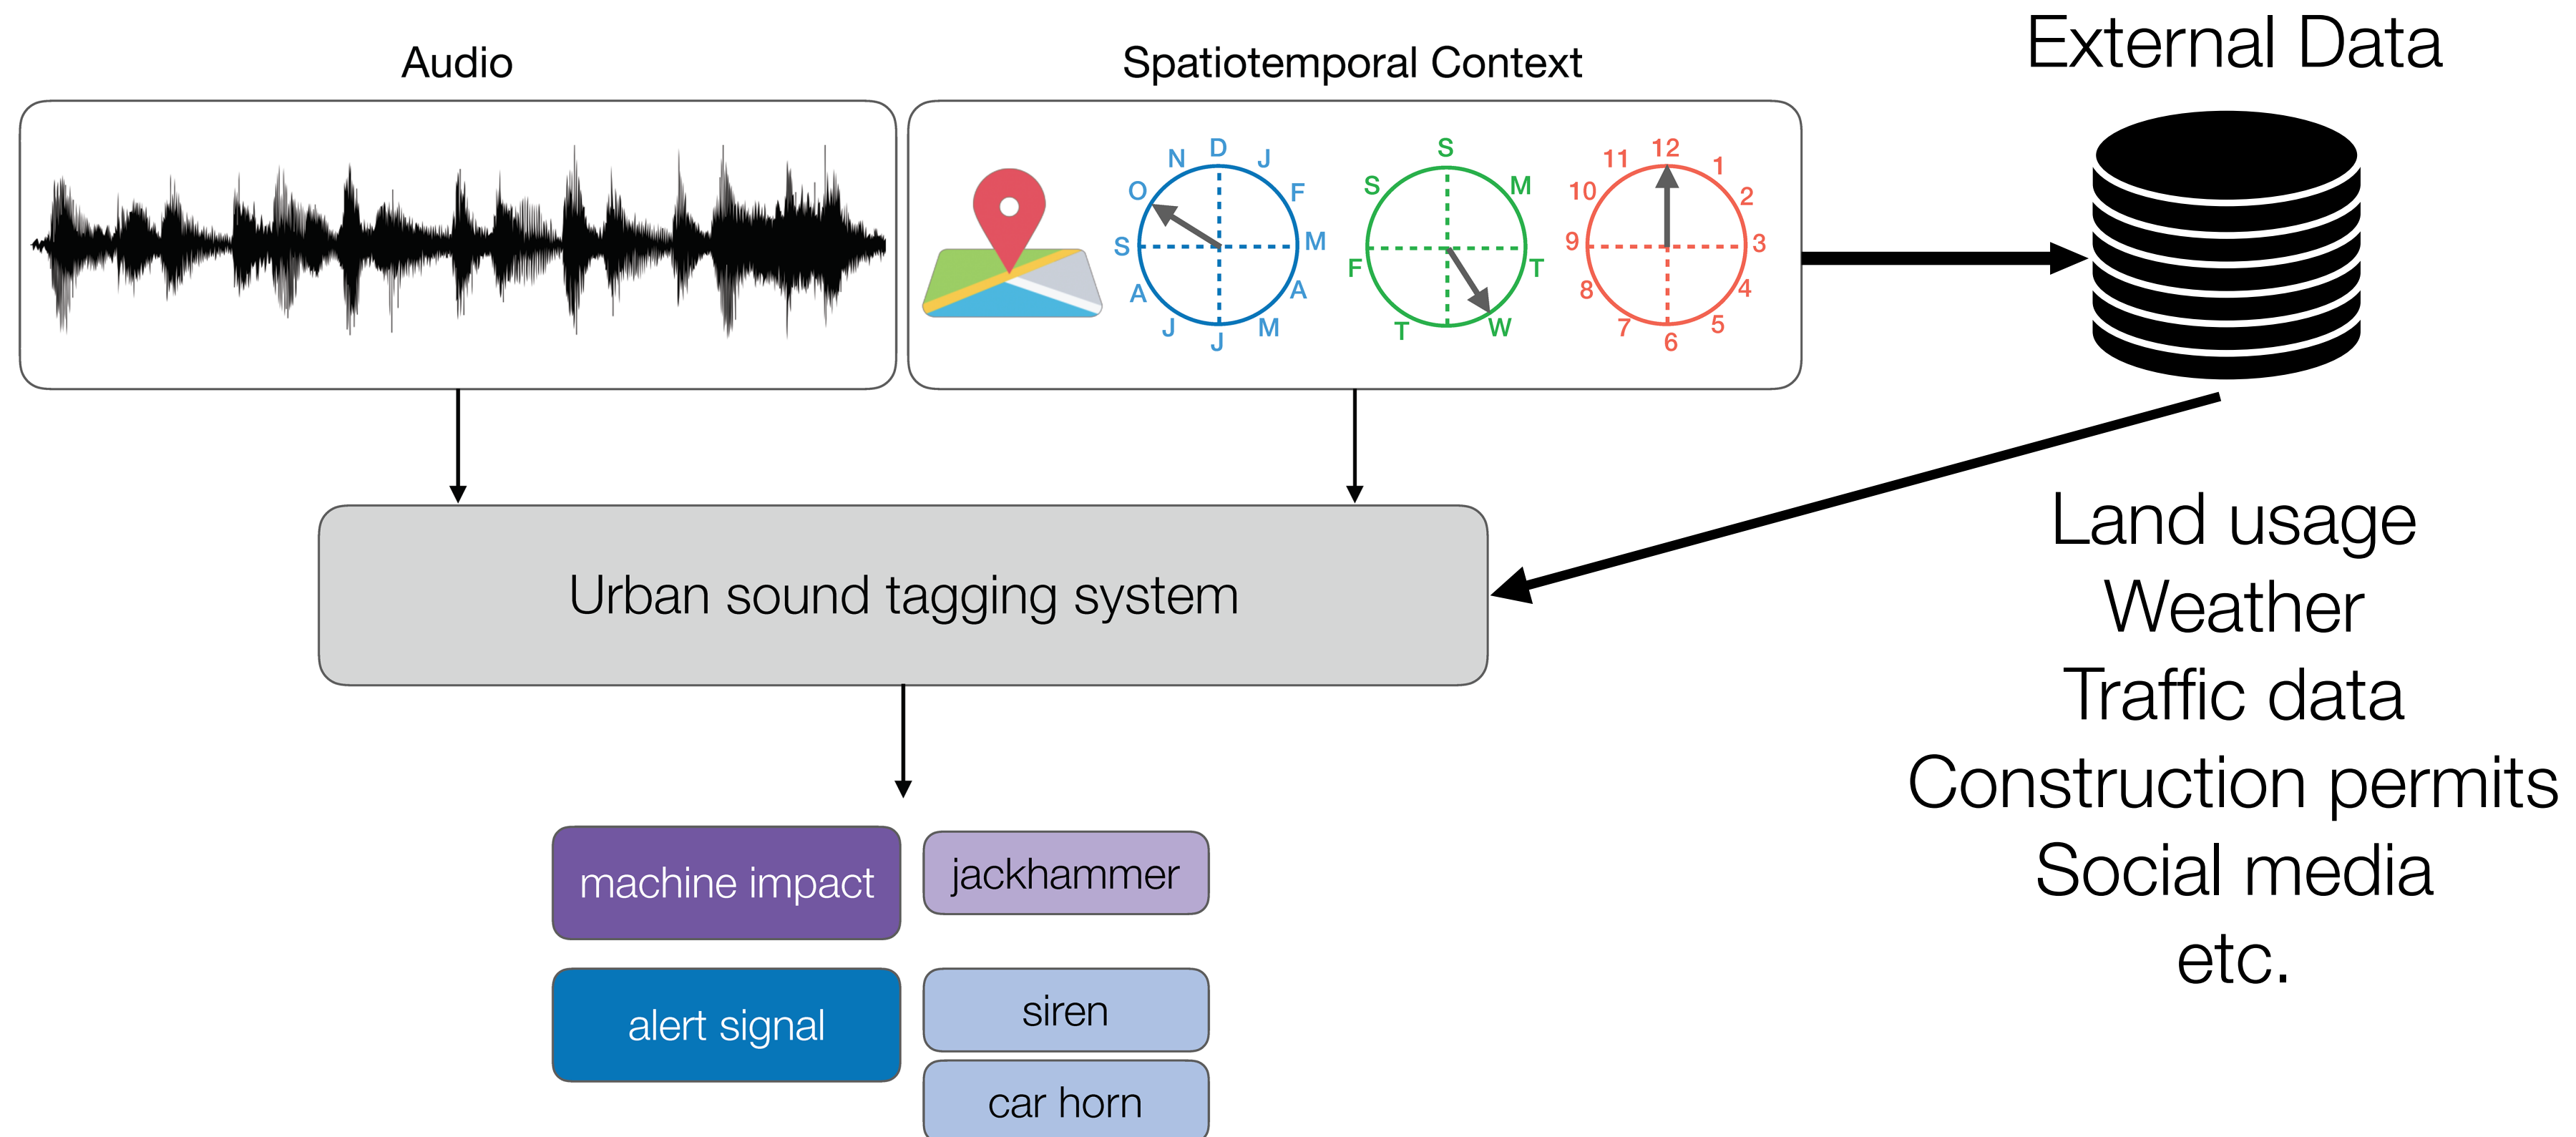 Audio
Spatiotemporal Context
External Data
N D J
O F
S M
A A
J J M
S
S M
F T
T W
11 12 1
10 2
9 3
8 4
7 6 5
Urban sound tagging system
Land usage
Weather
Traffic data
Construction permits
Social media
etc.
machine impact
jackhammer
alert signal
siren
car horn